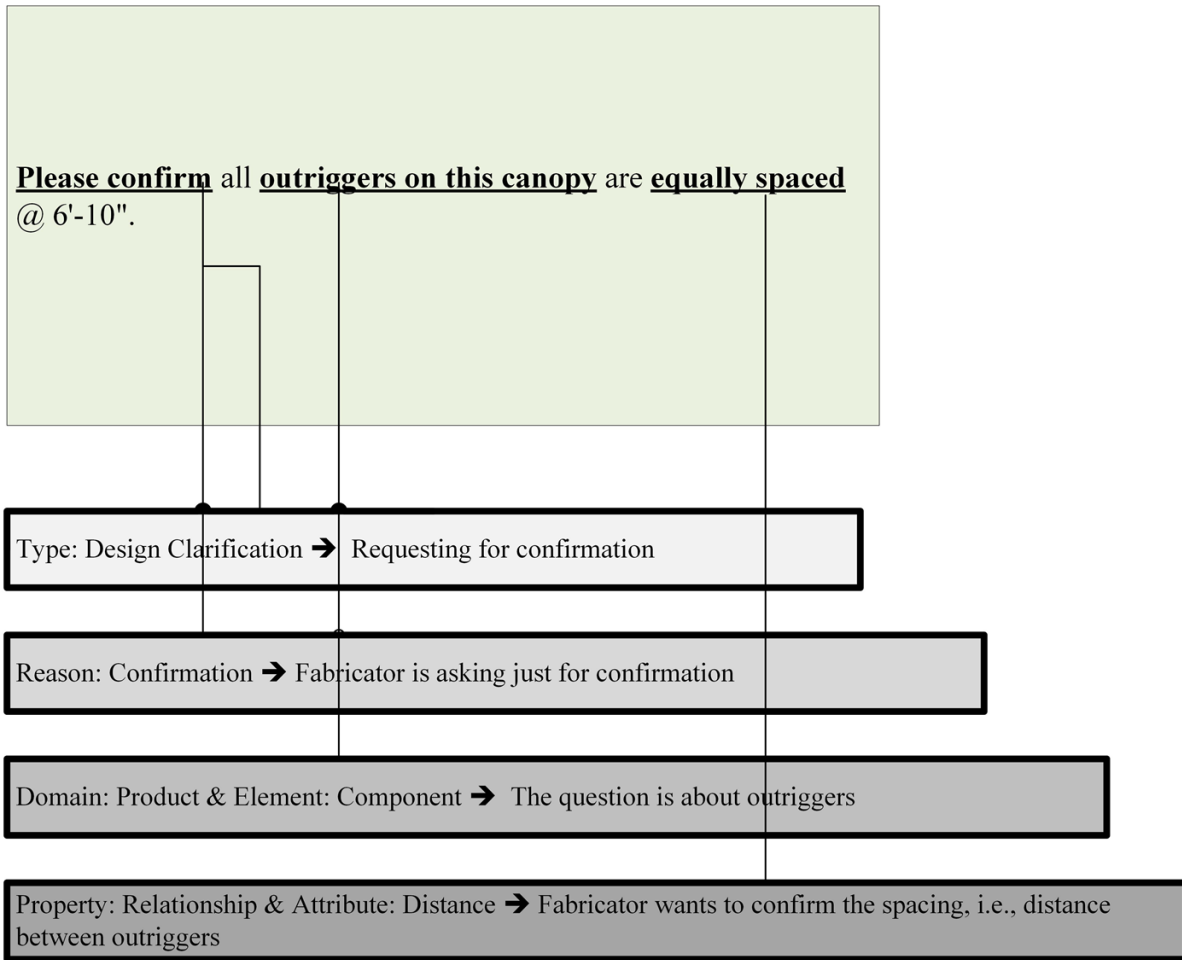 Please confirm all outriggers on this canopy are equally spaced
@ 6'-10".
Type: Design Clarification ➔ Requesting for confirmation
Reason: Confirmation ➔ Fabricator is asking just for confirmation
Domain: Product & Element: Component ➔ The question is about outriggers
Property: Relationship & Attribute: Distance ➔ Fabricator wants to confirm the spacing, i.e., distance
between outriggers